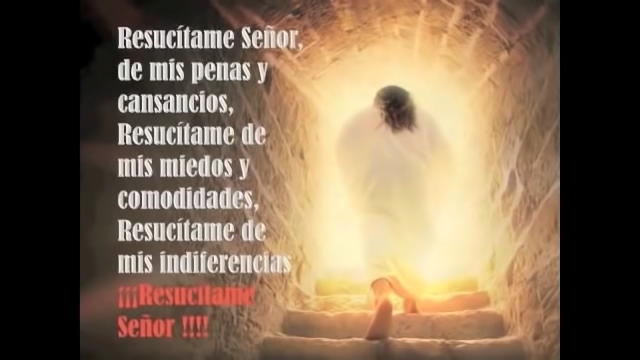 Resucítame Señor,
de mis penas y
cansancios,
Resucítame de
mis miedos y
comodidades,
Resucítame de
mis indiferencias
¡¡¡Resucítame
Señor !!!!